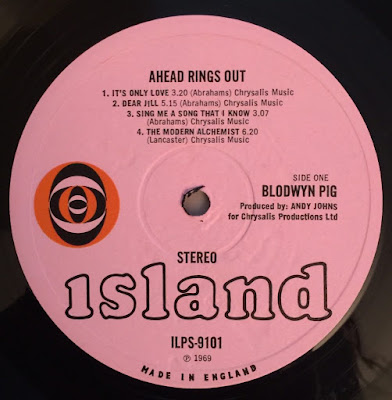 AHEAD RINGS OUT
1. IT'S ONLY LOVE 3.20 (Abrahams) Chrysalis Music
2. DEAR JILL 5.15 (Abrahams) Chrysalis Music
3. SING ME A SONG THAT I KNOW 3.07
(Abrahams) Chrysalis Music
4. THE MODERN ALCHEMIST 6.20
(Lancaster) Chrysalis Music
SIDE ONE
BLODWYN PIG
Produced by: ANDY JOHNS
for Chrysalis Productions Ltd
STEREO
island
ILPS-9101
℗ 1969
MADE IN ENGLAND